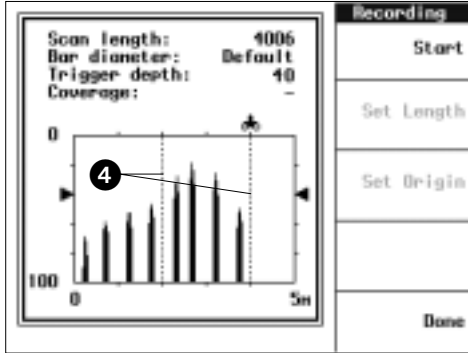 Recording
Scan length: 4006
Bar diameter: Default
Trigger depth: 40
Coverage: -
Start
Set Length
Set Origin
0
4
100
0 5m
Done